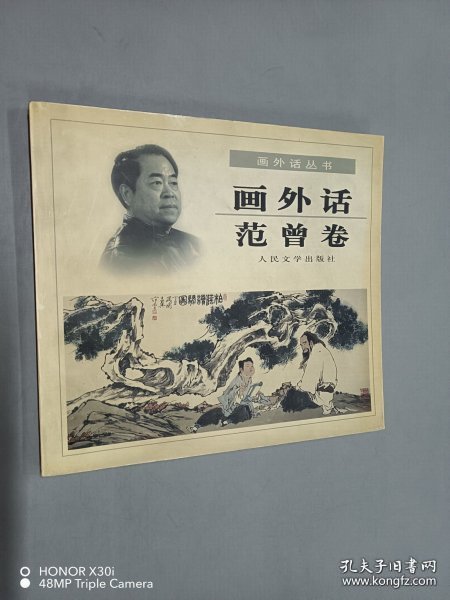 画外话丛书
画外话
范曾卷
人民文学出版社
HONOR X30i
48MP Triple Camera
孔夫子旧书网
www.kongfz.com